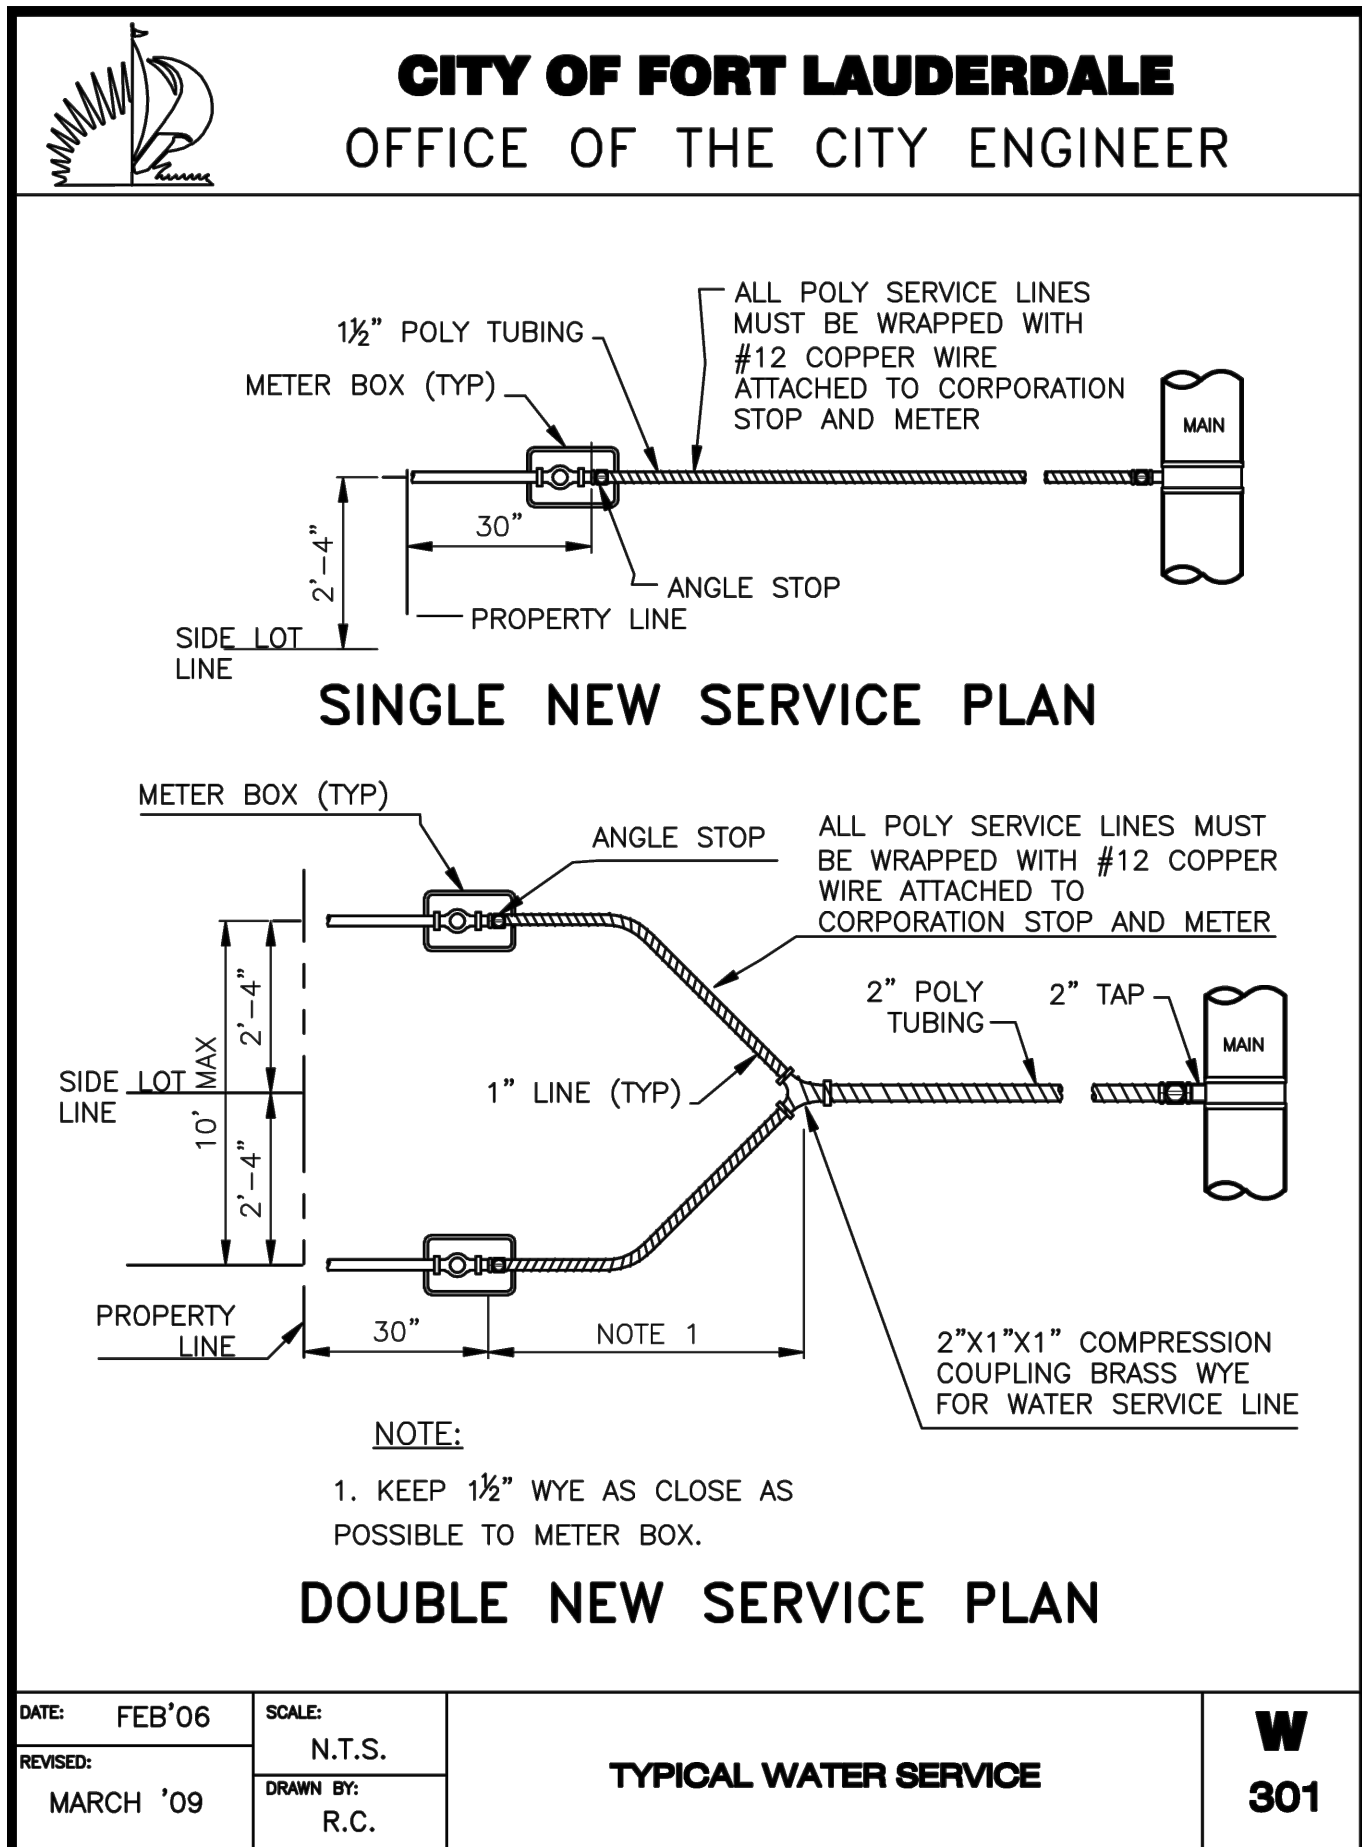 CITY OF FORT LAUDERDALE
OFFICE OF THE CITY ENGINEER
ALL POLY SERVICE LINES
MUST BE WRAPPED WITH
#12 COPPER WIRE
ATTACHED TO CORPORATION
STOP AND METER
1½" POLY TUBING
METER BOX (TYP)
MAIN
30"
2'-4"
ANGLE STOP
PROPERTY LINE
SIDE LOT
LINE
SINGLE NEW SERVICE PLAN
METER BOX (TYP)
ANGLE STOP
ALL POLY SERVICE LINES MUST
BE WRAPPED WITH #12 COPPER
WIRE ATTACHED TO
CORPORATION STOP AND METER
2" POLY
TUBING
2" TAP
MAIN
2'-4"
10' MAX
SIDE LOT
LINE
1" LINE (TYP)
2'-4"
PROPERTY
LINE
30"
NOTE 1
2"X1"X1" COMPRESSION
COUPLING BRASS WYE
FOR WATER SERVICE LINE
NOTE:
1. KEEP 1½" WYE AS CLOSE AS
POSSIBLE TO METER BOX.
DOUBLE NEW SERVICE PLAN
DATE: FEB'06
REVISED:
MARCH '09
SCALE:
N.T.S.
DRAWN BY:
R.C.
TYPICAL WATER SERVICE
W
301